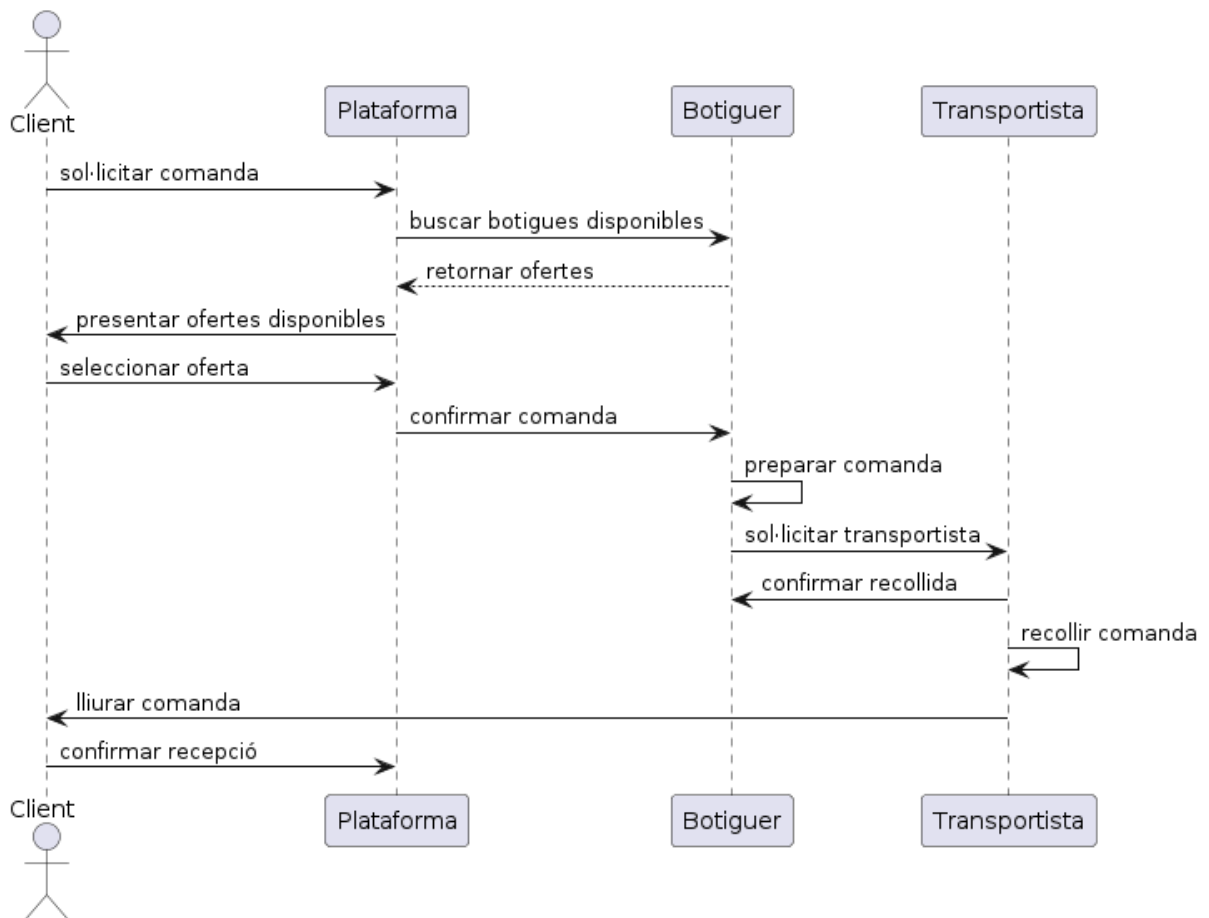 Client
Plataforma
Botiguer
Transportista
sol·licitar comanda
buscar botigues disponibles
retornar ofertes
presentar ofertes disponibles
seleccionar oferta
confirmar comanda
preparar comanda
sol·licitar transportista
confirmar recollida
recollir comanda
lliurar comanda
confirmar recepció
Client
Plataforma
Botiguer
Transportista